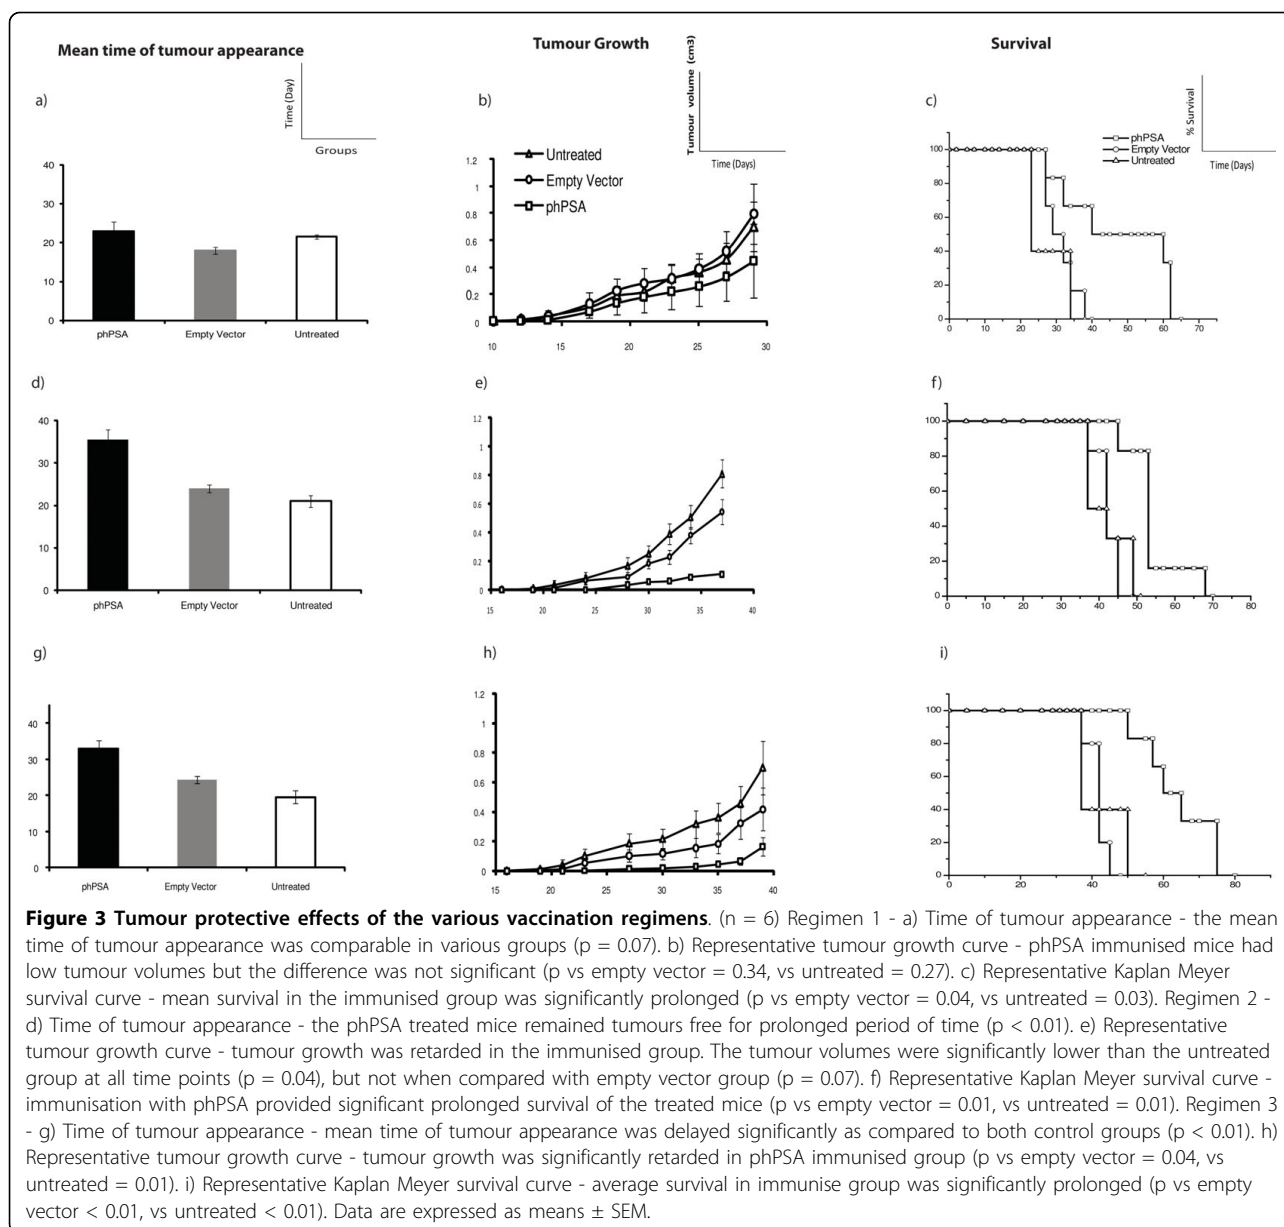 Mean time of tumour appearance
Tumour Growth
Survival
a)
Time (Day)
Groups
40
30
20
10
0
phPSA
Empty Vector
Untreated
b)
Tumour volume (cm3)
Time (Days)
Untreated
Empty Vector
phPSA
1.2
1
0.8
0.6
0.4
0.2
0
10
15
20
25
30
c)
% Survival
Time (Days)
phPSA
Empty Vector
Untreated
100
80
60
40
20
0
0
10
20
30
40
50
60
70
d)
40
30
20
10
0
phPSA
Empty Vector
Untreated
e)
1.2
1
0.8
0.6
0.4
0.2
0
15
20
25
30
35
40
f)
100
80
60
40
20
0
0
10
20
30
40
50
60
70
80
g)
40
30
20
10
0
phPSA
Empty Vector
Untreated
h)
1.2
1
0.8
0.6
0.4
0.2
0
15
20
25
30
35
40
i)
100
80
60
40
20
0
0
20
40
60
80
Figure 3 Tumour protective effects of the various vaccination regimens. (n = 6) Regimen 1 - a) Time of tumour appearance - the mean
time of tumour appearance was comparable in various groups (p = 0.07). b) Representative tumour growth curve - phPSA immunised mice had
low tumour volumes but the difference was not significant (p vs empty vector = 0.34, vs untreated = 0.27). c) Representative Kaplan Meyer
survival curve - mean survival in the immunised group was significantly prolonged (p vs empty vector = 0.04, vs untreated = 0.03). Regimen 2 -
d) Time of tumour appearance - the phPSA treated mice remained tumours free for prolonged period of time (p < 0.01). e) Representative
tumour growth curve - tumour growth was retarded in the immunised group. The tumour volumes were significantly lower than the untreated
group at all time points (p = 0.04), but not when compared with empty vector group (p = 0.07). f) Representative Kaplan Meyer survival curve -
immunisation with phPSA provided significant prolonged survival of the treated mice (p vs empty vector = 0.01, vs untreated = 0.01). Regimen 3
- g) Time of tumour appearance - mean time of tumour appearance was delayed significantly as compared to both control groups (p < 0.01). h)
Representative tumour growth curve - tumour growth was significantly retarded in phPSA immunised group (p vs empty vector = 0.04, vs
untreated = 0.01). i) Representative Kaplan Meyer survival curve - average survival in immunise group was significantly prolonged (p vs empty
vector < 0.01, vs untreated < 0.01). Data are expressed as means ± SEM.